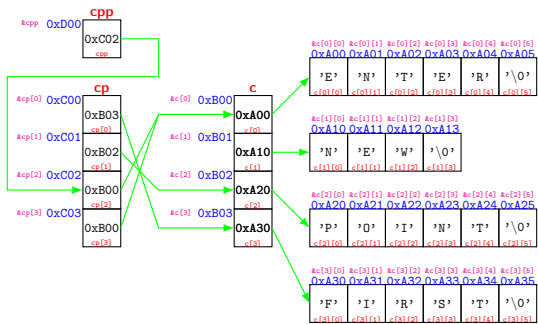 cpp
&cpp 0xD00
0xC02
cpp
cp
&cp[0] 0xC00
0xB03
cp[0]
&cp[1] 0xC01
0xB02
cp[1]
&cp[2] 0xC02
0xB00
cp[2]
&cp[3] 0xC03
0xB00
cp[3]
c
&c[0] 0xB00
0xA00
c[0]
&c[1] 0xB01
0xA10
c[1]
&c[2] 0xB02
0xA20
c[2]
&c[3] 0xB03
0xA30
c[3]
&c[0][0] &c[0][1] &c[0][2] &c[0][3] &c[0][4] &c[0][5]
0xA00 0xA01 0xA02 0xA03 0xA04 0xA05
'E' 'N' 'T' 'E' 'R' '\0'
c[0][0] c[0][1] c[0][2] c[0][3] c[0][4] c[0][5]
&c[1][0] &c[1][1] &c[1][2] &c[1][3]
0xA10 0xA11 0xA12 0xA13
'N' 'E' 'W' '\0'
c[1][0] c[1][1] c[1][2] c[1][3]
&c[2][0] &c[2][1] &c[2][2] &c[2][3] &c[2][4] &c[2][5]
0xA20 0xA21 0xA22 0xA23 0xA24 0xA25
'P' 'O' 'I' 'N' 'T' '\0'
c[2][0] c[2][1] c[2][2] c[2][3] c[2][4] c[2][5]
&c[3][0] &c[3][1] &c[3][2] &c[3][3] &c[3][4] &c[3][5]
0xA30 0xA31 0xA32 0xA33 0xA34 0xA35
'F' 'I' 'R' 'S' 'T' '\0'
c[3][0] c[3][1] c[3][2] c[3][3] c[3][4] c[3][5]